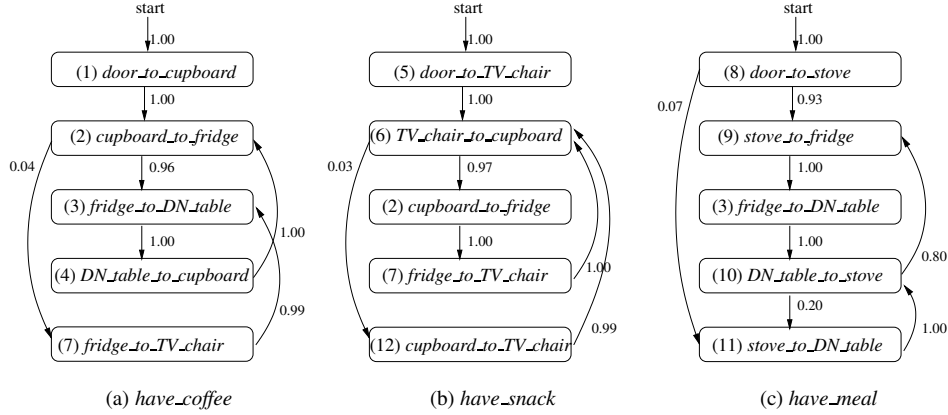 start
1.00
(1) door_to_cupboard
1.00
(2) cupboard_to_fridge
0.04
0.96
(3) fridge_to_DN_table
1.00
1.00
(4) DN_table_to_cupboard
0.99
(7) fridge_to_TV_chair
(a) have_coffee
start
1.00
(5) door_to_TV_chair
1.00
(6) TV_chair_to_cupboard
0.03
0.97
(2) cupboard_to_fridge
1.00
(7) fridge_to_TV_chair
1.00
0.99
(12) cupboard_to_TV_chair
(b) have_snack
start
1.00
(8) door_to_stove
0.07
0.93
(9) stove_to_fridge
1.00
(3) fridge_to_DN_table
1.00
0.80
(10) DN_table_to_stove
0.20
1.00
(11) stove_to_DN_table
(c) have_meal